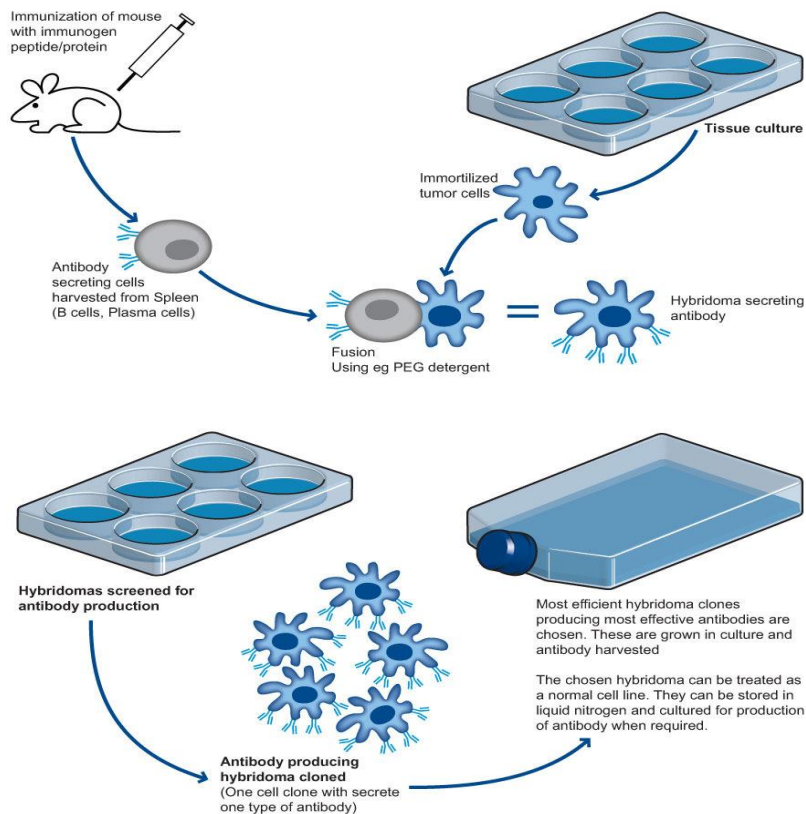 Immunization of mouse
with immunogen
peptide/protein
Tissue culture
Immortilized
tumor cells
Antibody
secreting cells
harvested from Spleen
(B cells, Plasma cells)
Fusion
Using eg PEG detergent
=
Hybridoma secreting
antibody
Hybridomas screened for
antibody production
Most efficient hybridoma clones
producing most effective antibodies are
chosen. These are grown in culture and
antibody harvested
The chosen hybridoma can be treated as
a normal cell line. They can be stored in
liquid nitrogen and cultured for production
of antibody when required.
Antibody producing
hybridoma cloned
(One cell clone with secrete
one type of antibody)